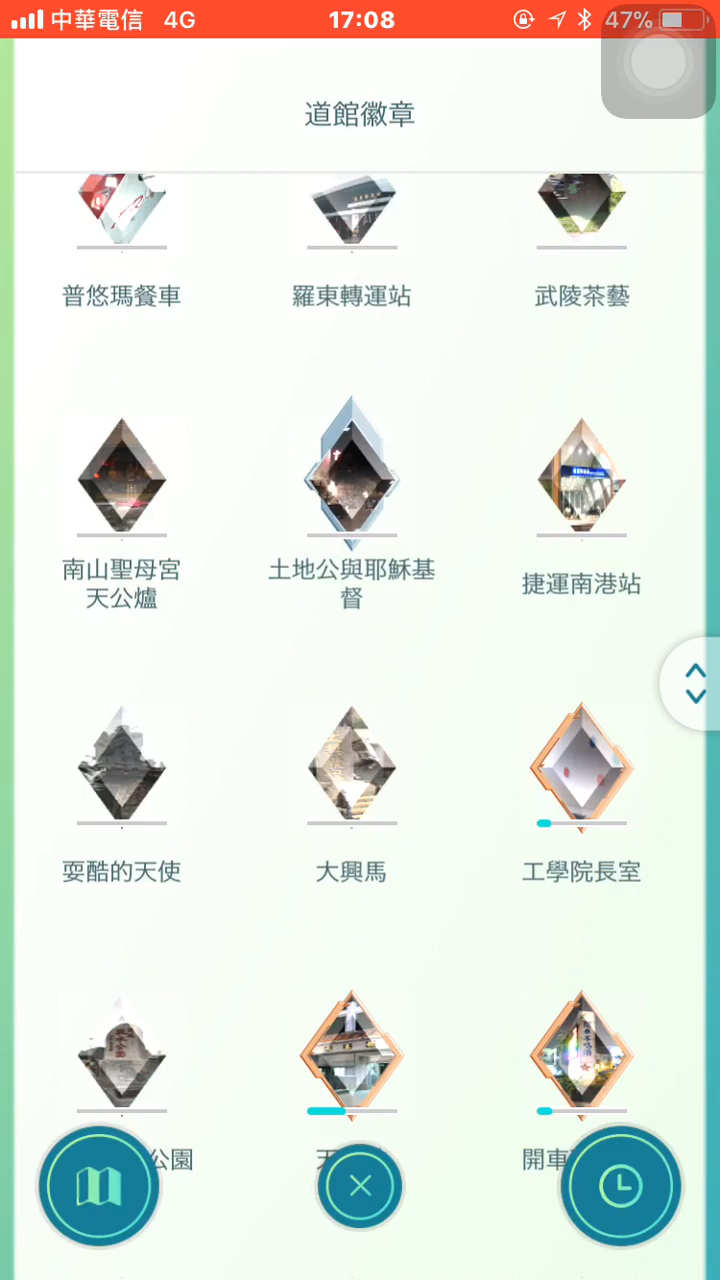 中華電信 4G 17:08 47%
道館徽章
普悠瑪餐車 羅東轉運站 武陵茶藝
南山聖母宮
天公爐
土地公與耶穌基
督
捷運南港站
耍酷的天使 大興馬 工學院長室
公園 天 開車